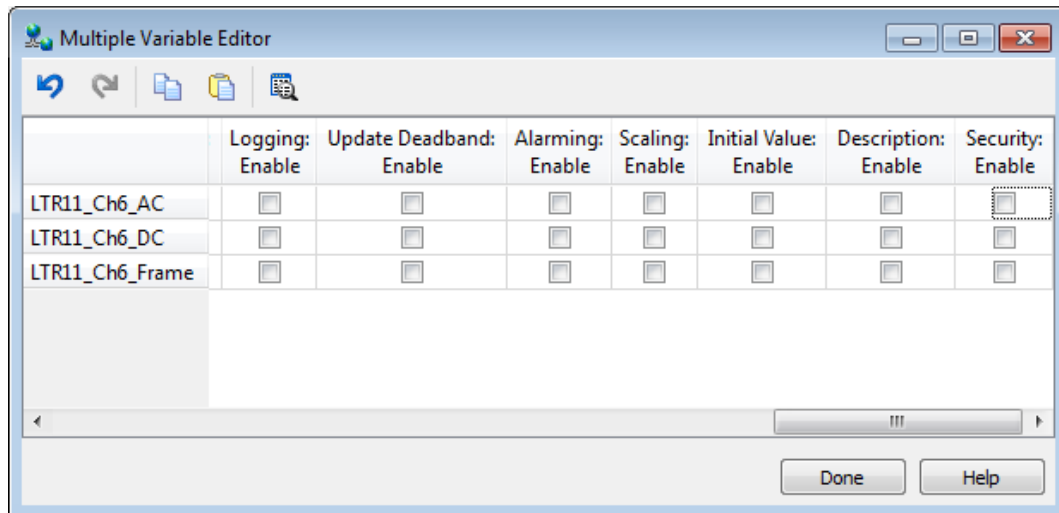 Multiple Variable Editor
Logging: Update Deadband: Alarming: Scaling: Initial Value: Description: Security:
Enable Enable Enable Enable Enable Enable Enable
LTR11_Ch6_AC
LTR11_Ch6_DC
LTR11_Ch6_Frame
Done Help